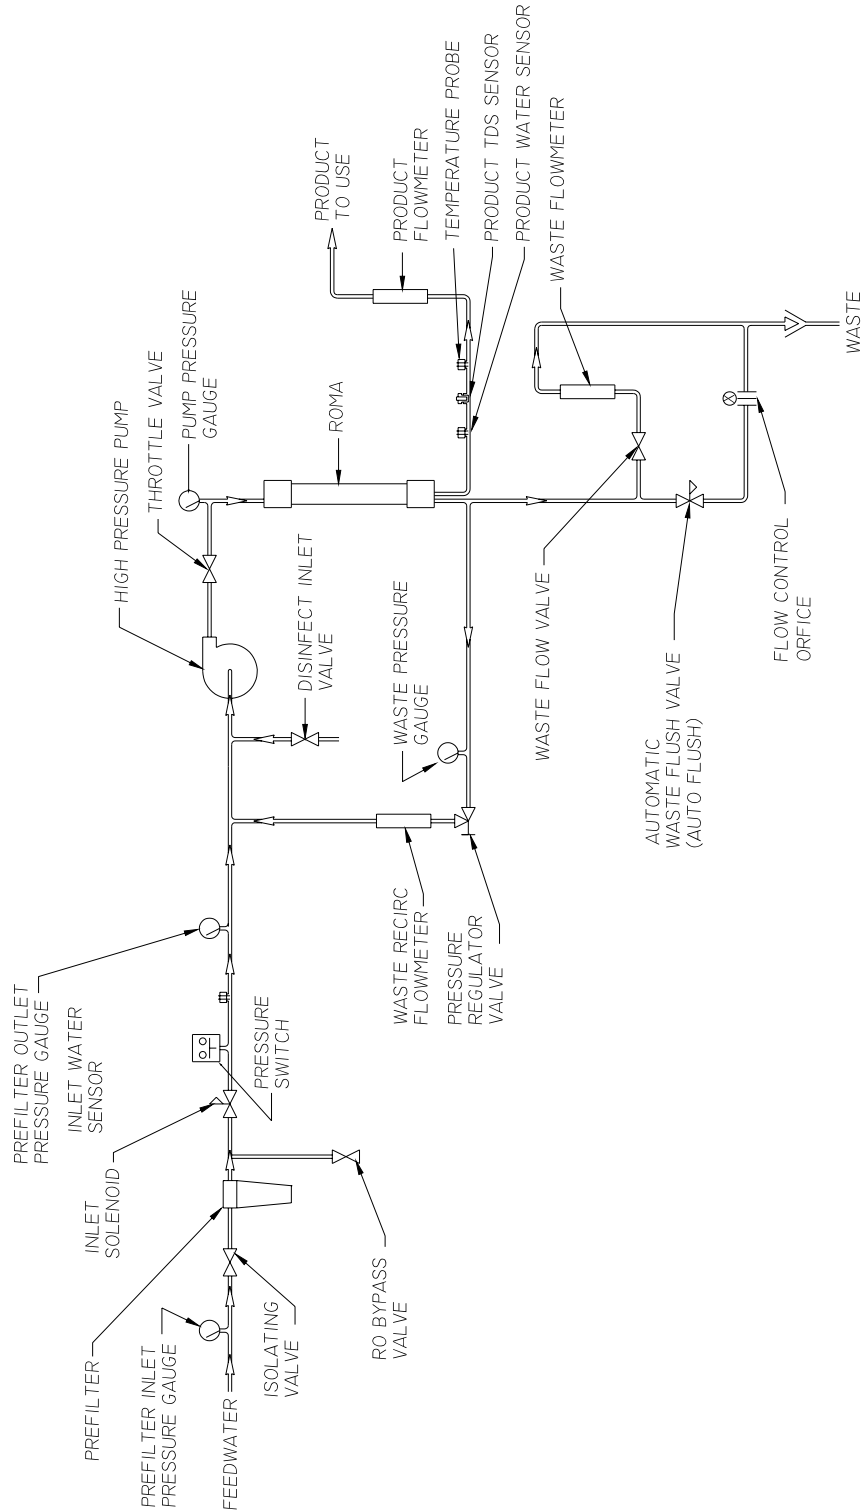 PREFILTER OUTLET
PRESSURE GAUGE
INLET WATER
SENSOR
INLET
SOLENOID
PREFILTER
PREFILTER INLET
PRESSURE GAUGE
FEEDWATER
ISOLATING
VALVE
RO BYPASS
VALVE
PRESSURE
SWITCH
HIGH PRESSURE PUMP
THROTTLE VALVE
PUMP PRESSURE
GAUGE
DISINFECT INLET
VALVE
ROMA
WASTE PRESSURE
GAUGE
WASTE RECIRC
FLOWMETER
PRESSURE
REGULATOR
VALVE
PRODUCT
TO USE
PRODUCT
FLOWMETER
TEMPERATURE PROBE
PRODUCT TDS SENSOR
PRODUCT WATER SENSOR
WASTE FLOWMETER
WASTE FLOW VALVE
AUTOMATIC
WASTE FLUSH VALVE
(AUTO FLUSH)
FLOW CONTROL
ORFICE
WASTE